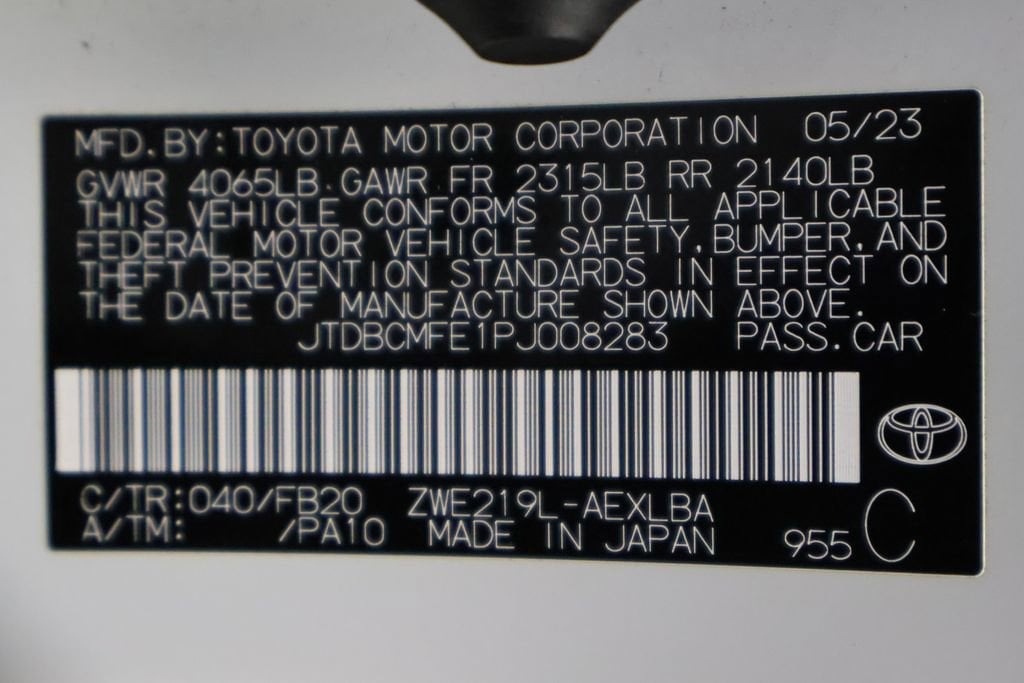 MFD.BY:TOYOTA MOTOR CORPORATION 05/23
GVWR 4065LB GAWR FR 2315LB RR 2140LB
THIS VEHICLE CONFORMS TO ALL APPLICABLE
FEDERAL MOTOR VEHICLE SAFETY,BUMPER,AND
THEFT PREVENTION STANDARDS IN EFFECT ON
THE DATE OF MANUFACTURE SHOWN ABOVE.
JTDBCMFE1PJ008283 PASS.CAR
C/TR:040/FB20 ZWE219L-AEXLBA
A/TM: /PA10 MADE IN JAPAN 955 C